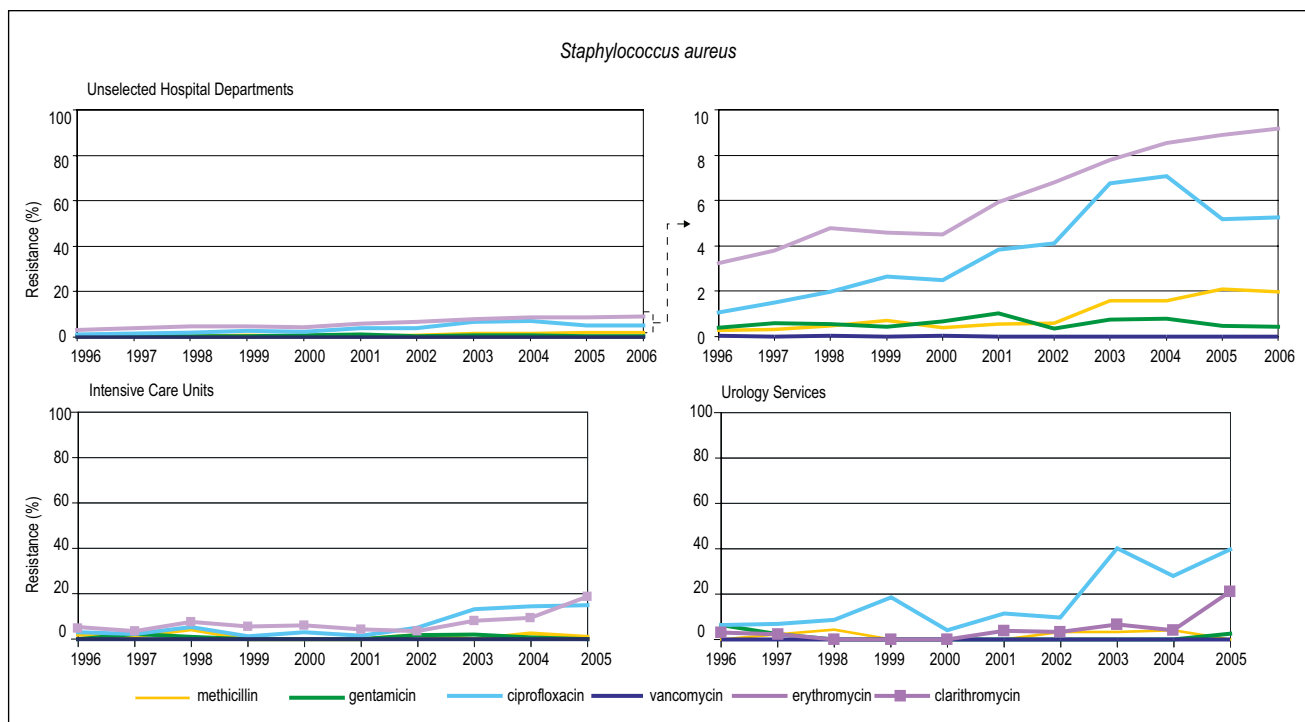 Staphylococcus aureus
Unselected Hospital Departments
Resistance (%)
100
80
60
40
20
0
1996 1997 1998 1999 2000 2001 2002 2003 2004 2005 2006
10
8
6
4
2
0
1996 1997 1998 1999 2000 2001 2002 2003 2004 2005 2006
Intensive Care Units
Resistance (%)
100
80
60
40
20
0
1996 1997 1998 1999 2000 2001 2002 2003 2004 2005
Urology Services
100
80
60
40
20
0
1996 1997 1998 1999 2000 2001 2002 2003 2004 2005
methicillin gentamicin ciprofloxacin vancomycin erythromycin clarithromycin